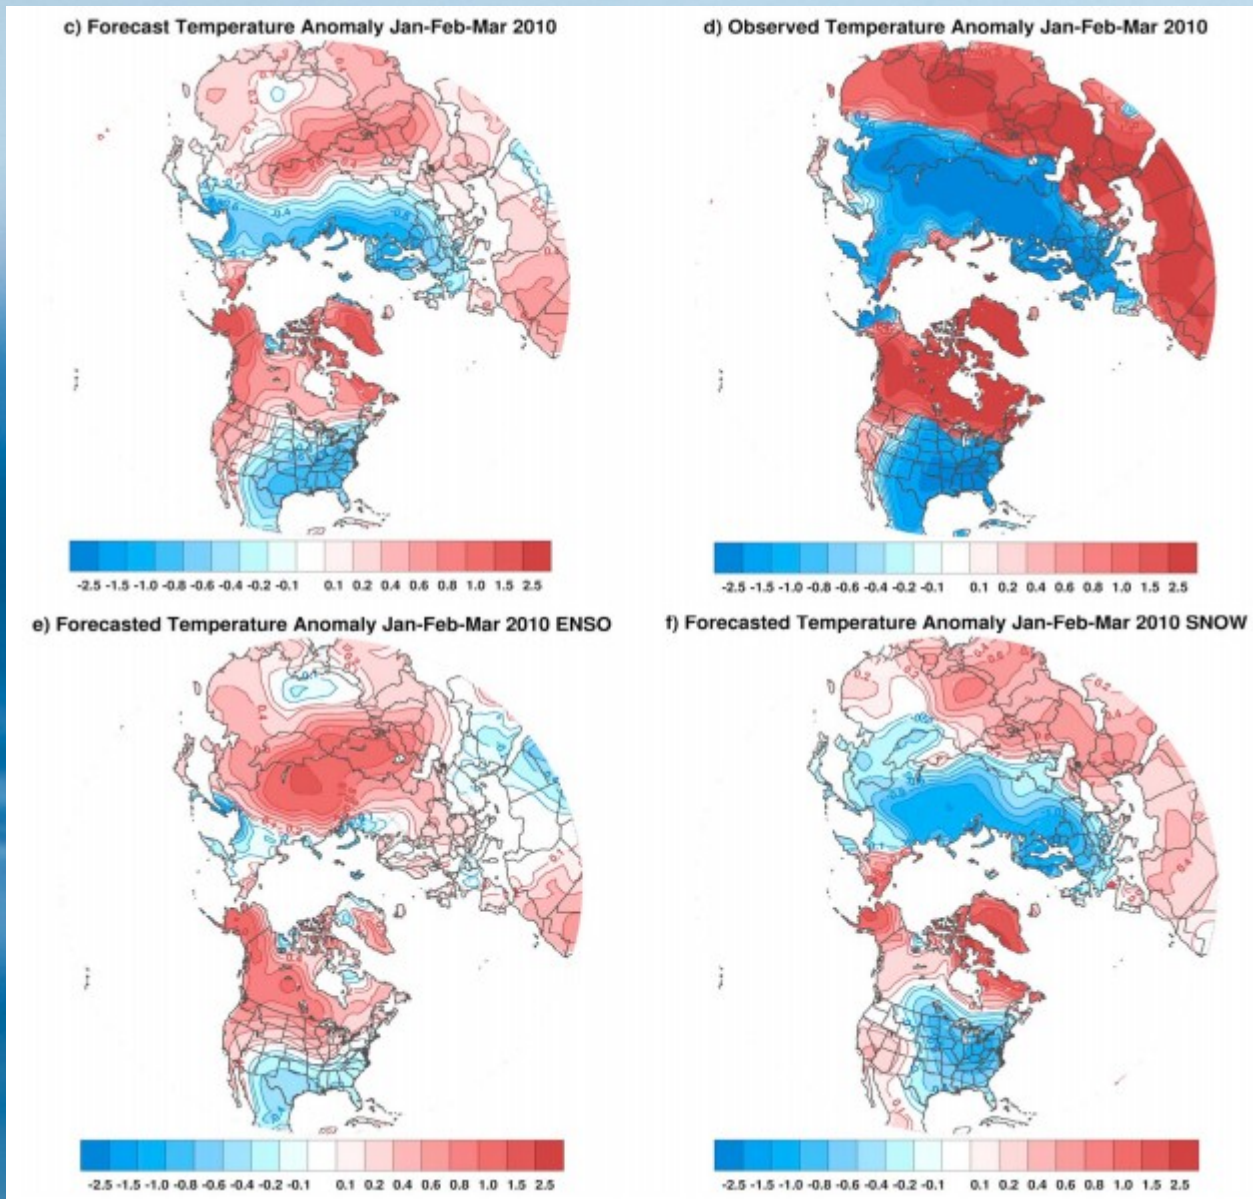 c) Forecast Temperature Anomaly Jan-Feb-Mar 2010
d) Observed Temperature Anomaly Jan-Feb-Mar 2010
-2.5 -1.5 -1.0 -0.8 -0.6 -0.4 -0.2 -0.1 0.1 0.2 0.4 0.6 0.8 1.0 1.5 2.5
-2.5 -1.5 -1.0 -0.8 -0.6 -0.4 -0.2 -0.1 0.1 0.2 0.4 0.6 0.8 1.0 1.5 2.5
e) Forecasted Temperature Anomaly Jan-Feb-Mar 2010 ENSO
f) Forecasted Temperature Anomaly Jan-Feb-Mar 2010 SNOW
-2.5 -1.5 -1.0 -0.8 -0.6 -0.4 -0.2 -0.1 0.1 0.2 0.4 0.6 0.8 1.0 1.5 2.5
-2.5 -1.5 -1.0 -0.8 -0.6 -0.4 -0.2 -0.1 0.1 0.2 0.4 0.6 0.8 1.0 1.5 2.5